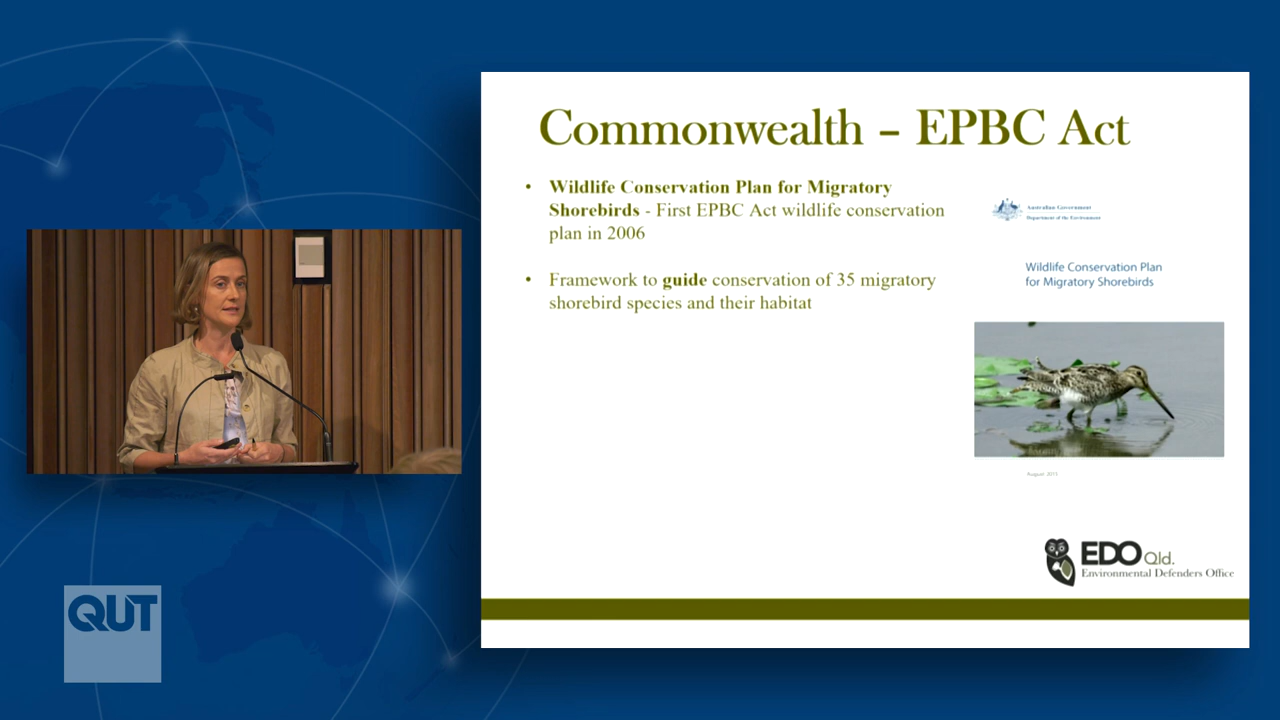 Commonwealth – EPBC Act
• Wildlife Conservation Plan for Migratory
Shorebirds - First EPBC Act wildlife conservation
plan in 2006
• Framework to guide conservation of 35 migratory
shorebird species and their habitat
Australian Government
Department of the Environment
Wildlife Conservation Plan
for Migratory Shorebirds
August 2015
EDO Qld.
Environmental Defenders Office
QUT